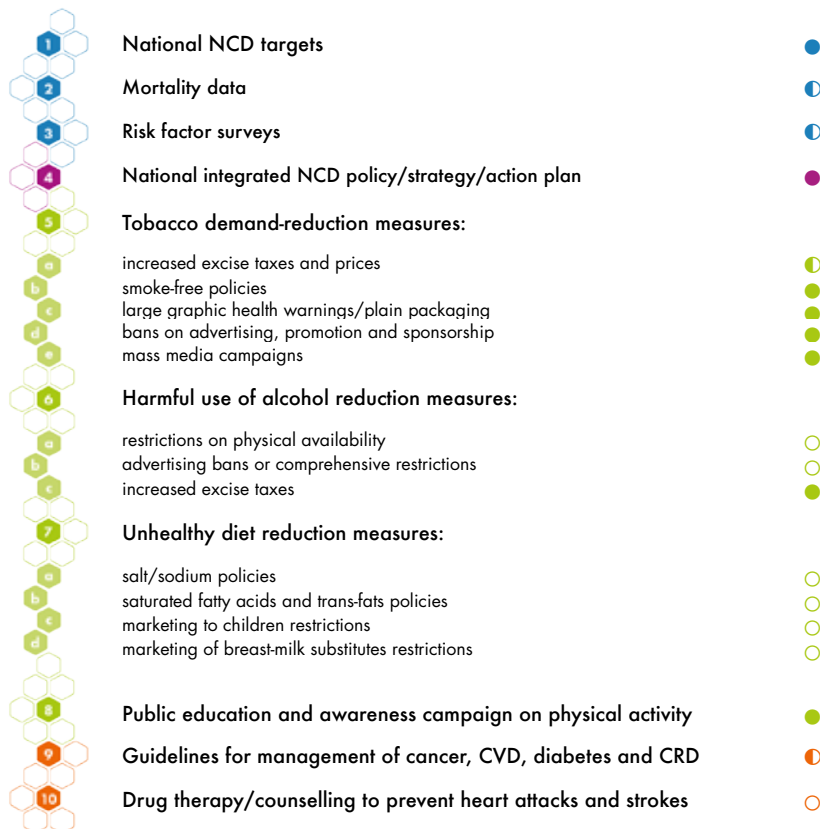 1 National NCD targets
2 Mortality data
3 Risk factor surveys
4 National integrated NCD policy/strategy/action plan
5 Tobacco demand-reduction measures:
a increased excise taxes and prices
b smoke-free policies
c large graphic health warnings/plain packaging
d bans on advertising, promotion and sponsorship
e mass media campaigns
6 Harmful use of alcohol reduction measures:
a restrictions on physical availability
b advertising bans or comprehensive restrictions
c increased excise taxes
7 Unhealthy diet reduction measures:
a salt/sodium policies
b saturated fatty acids and trans-fats policies
c marketing to children restrictions
d marketing of breast-milk substitutes restrictions
8 Public education and awareness campaign on physical activity
9 Guidelines for management of cancer, CVD, diabetes and CRD
10 Drug therapy/counselling to prevent heart attacks and strokes